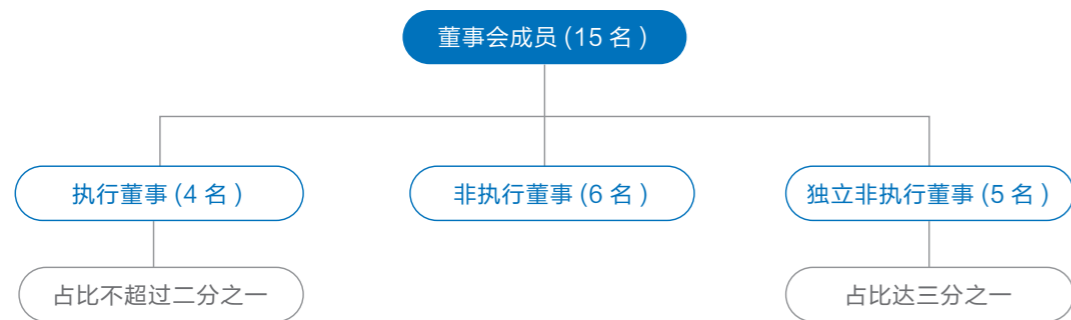 董事会成员 (15 名 )
执行董事 (4 名 )
非执行董事 (6 名 )
独立非执行董事 (5 名 )
占比不超过二分之一
占比达三分之一